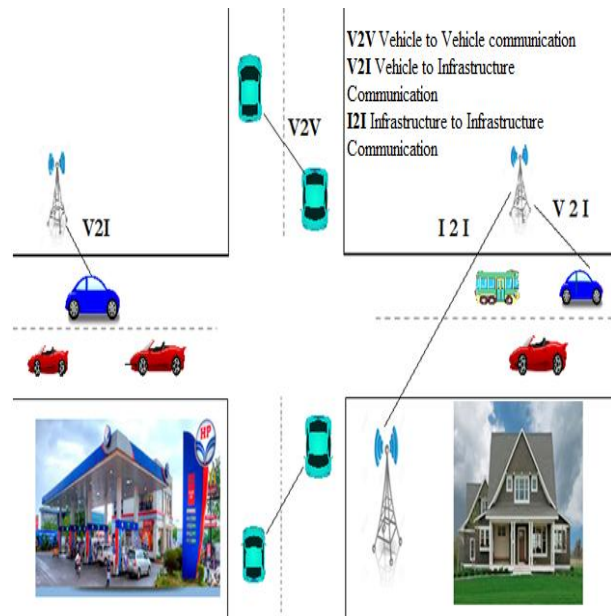 V2V Vehicle to Vehicle communication
V2I Vehicle to Infrastructure
Communication
I2I Infrastructure to Infrastructure
Communication
V2V
V2I
I 2 I
V 2 I
HP